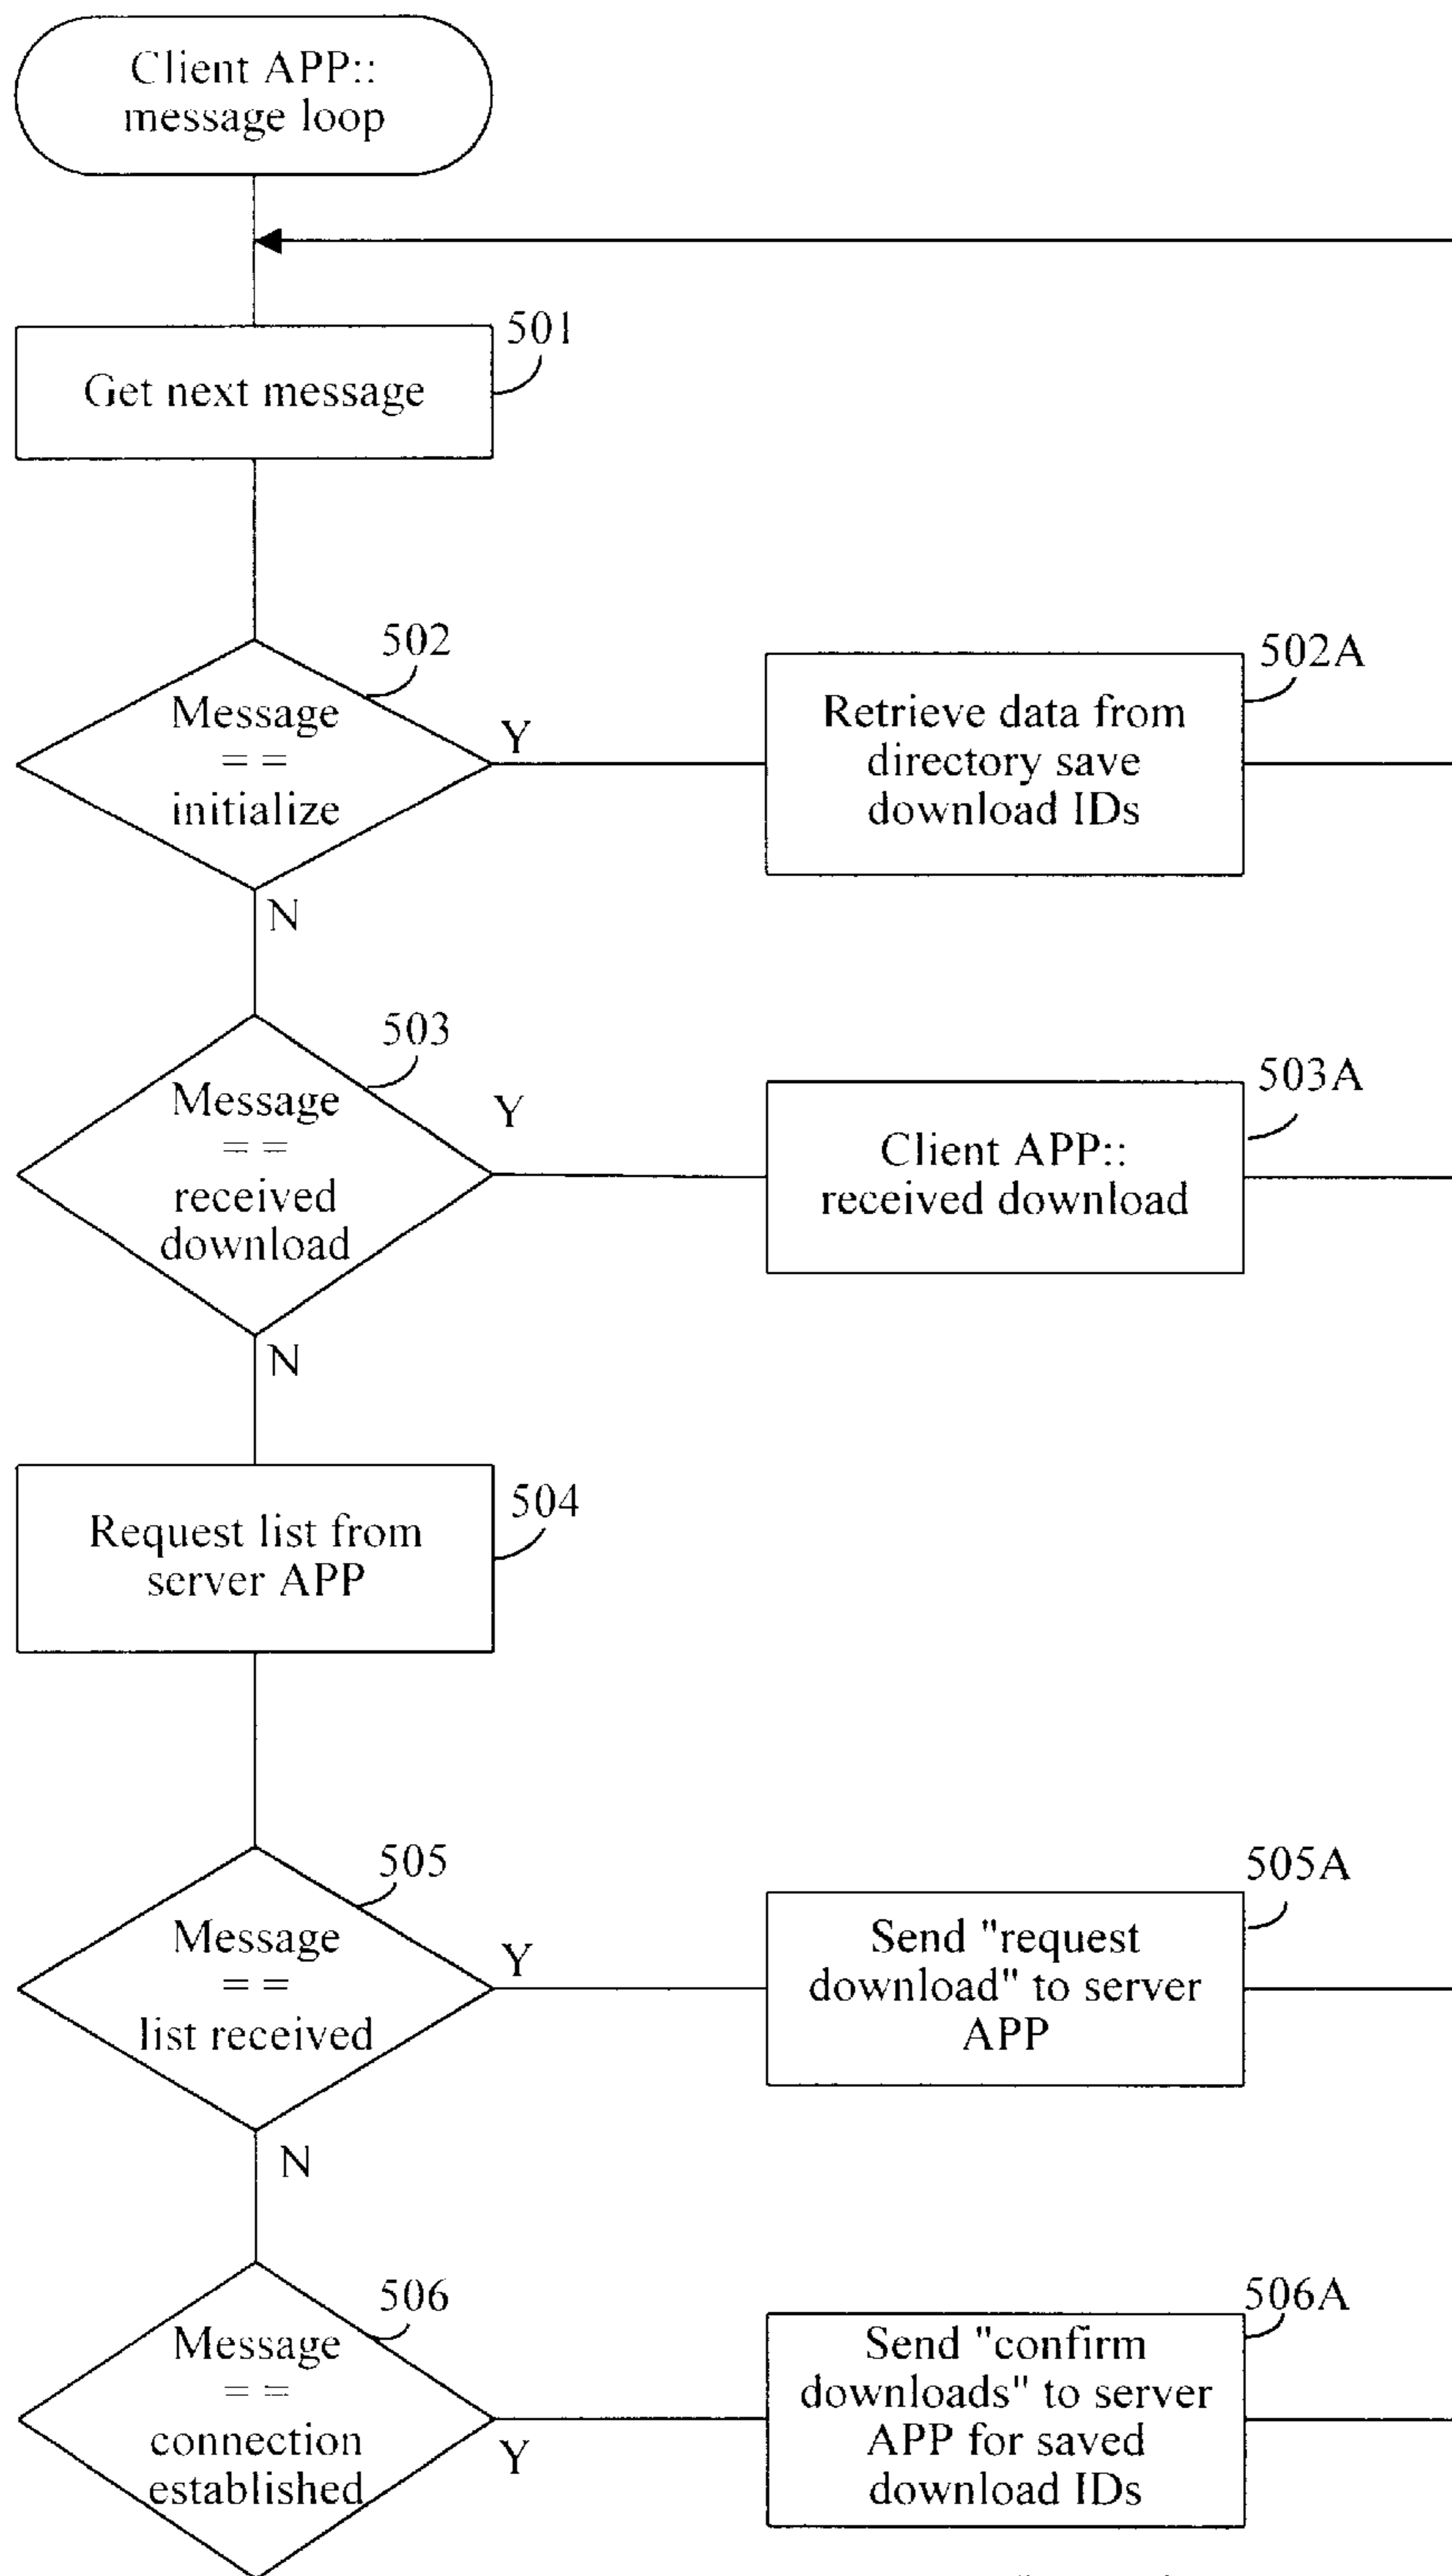 Client APP::
message loop
501
Get next message
502
Message
= =
initialize
Y
502A
Retrieve data from
directory save
download IDs
N
503
Message
= =
received
download
Y
503A
Client APP::
received download
N
504
Request list from
server APP
505
Message
= =
list received
Y
505A
Send "request
download" to server
APP
N
506
Message
= =
connection
established
Y
506A
Send "confirm
downloads" to server
APP for saved
download IDs